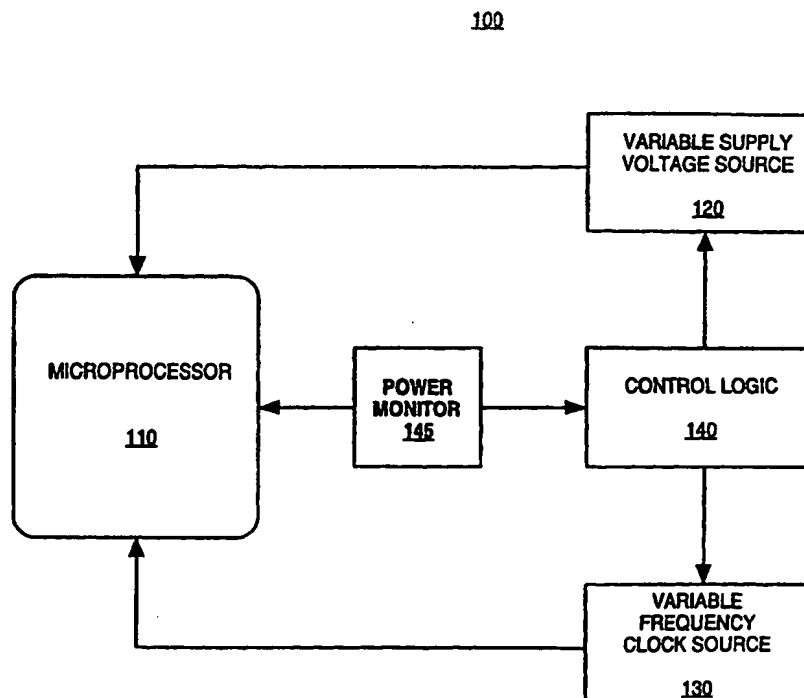 100
VARIABLE SUPPLY
VOLTAGE SOURCE
120
MICROPROCESSOR
110
POWER
MONITOR
145
CONTROL LOGIC
140
VARIABLE
FREQUENCY
CLOCK SOURCE
130